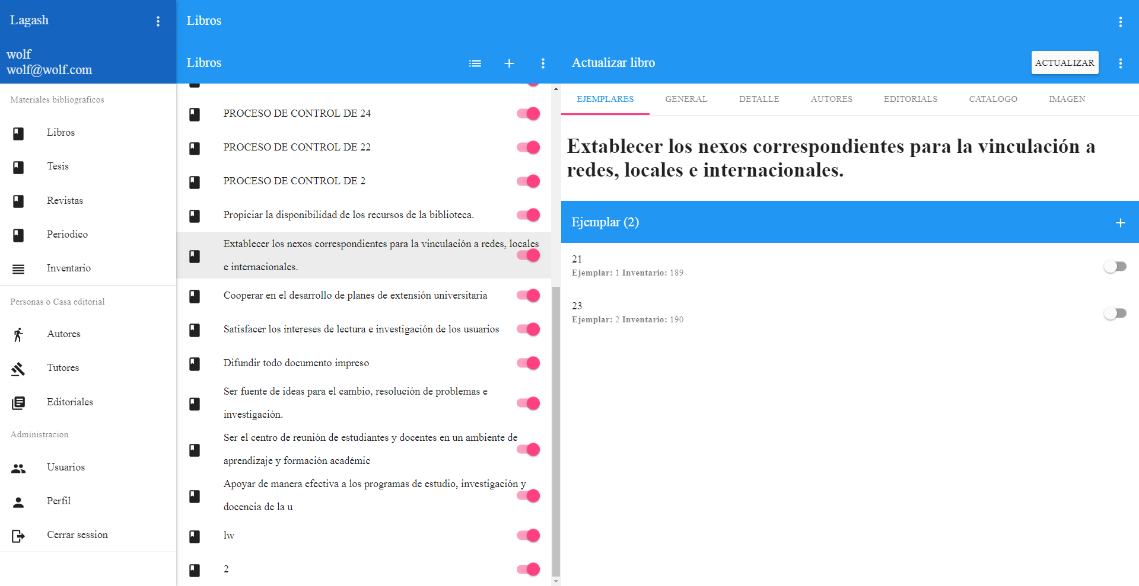 Lagash
wolf
wolf@wolf.com
Materiales bibliograficos
Libros
Tesis
Revistas
Periodico
Inventario
Personas o Casa editorial
Autores
Tutores
Editoriales
Administracion
Usuarios
Perfil
Cerrar session
Libros
Libros
PROCESO DE CONTROL DE 24
PROCESO DE CONTROL DE 22
PROCESO DE CONTROL DE 2
Propiciar la disponibilidad de los recursos de la biblioteca.
Extablecer los nexos correspondientes para la vinculación a redes, locales
e internacionales.
Cooperar en el desarrollo de planes de extensión universitaria
Satisfacer los intereses de lectura e investigación de los usuarios
Difundir todo documento impreso
Ser fuente de ideas para el cambio, resolución de problemas e
investigación.
Ser el centro de reunión de estudiantes y docentes en un ambiente de
aprendizaje y formación académic
Apoyar de manera efectiva a los programas de estudio, investigación y
docencia de la u
lw
2
Actualizar libro
ACTUALIZAR
EJEMPLARES GENERAL DETALLE AUTORES EDITORIALS CATALOGO IMAGEN
Extablecer los nexos correspondientes para la vinculación a
redes, locales e internacionales.
Ejemplar (2)
21
Ejemplar: 1 Inventario: 189
23
Ejemplar: 2 Inventario: 190